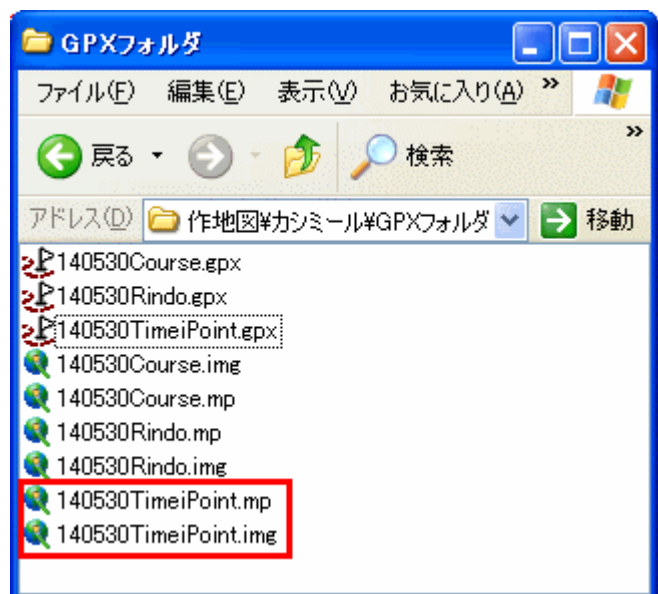 GPXフォルダ
ファイル(F) 編集(E) 表示(V) お気に入り(A) »
戻る 検索 »
アドレス(D) 作地図¥カシミール¥GPXフォルダ 移動
140530Course.gpx
140530Rindo.gpx
140530TimeiPoint.gpx
140530Course.img
140530Course.mp
140530Rindo.mp
140530Rindo.img
140530TimeiPoint.mp
140530TimeiPoint.img